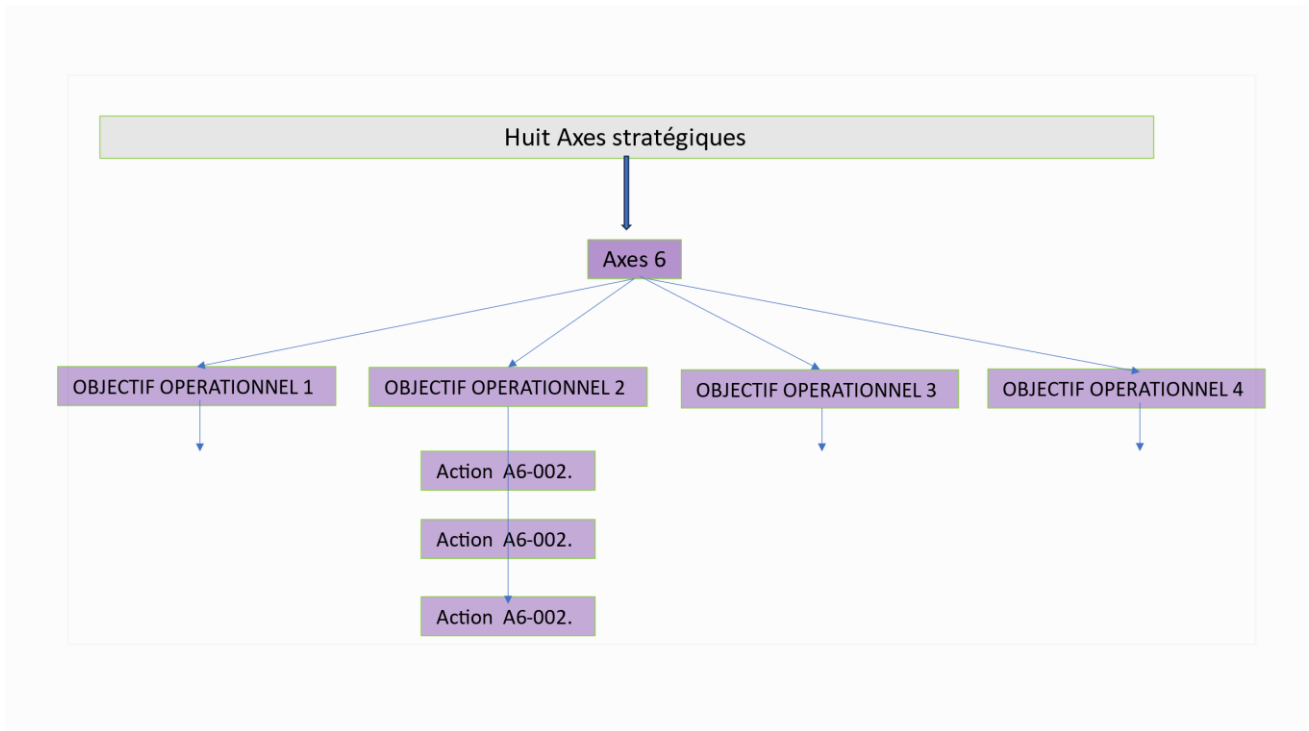 Huit Axes stratégiques
Axes 6
OBJECTIF OPERATIONNEL 1
OBJECTIF OPERATIONNEL 2
OBJECTIF OPERATIONNEL 3
OBJECTIF OPERATIONNEL 4
Action A6-002.
Action A6-002.
Action A6-002.